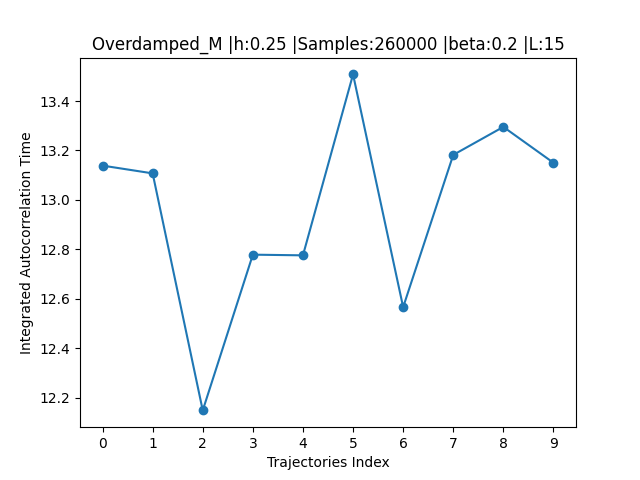 Overdamped_M |h:0.25 |Samples:260000 |beta:0.2 |L:15
Integrated Autocorrelation Time
13.4
13.2
13.0
12.8
12.6
12.4
12.2
0 1 2 3 4 5 6 7 8 9
Trajectories Index